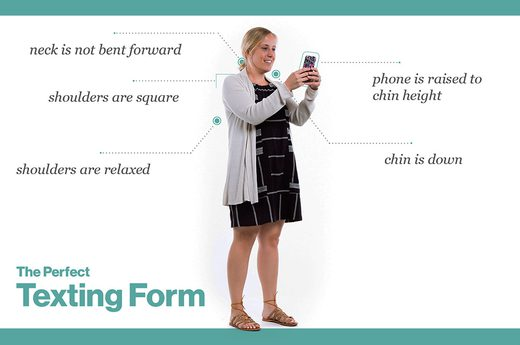 neck is not bent forward
shoulders are square
shoulders are relaxed
phone is raised to
chin height
chin is down
The Perfect
Texting Form